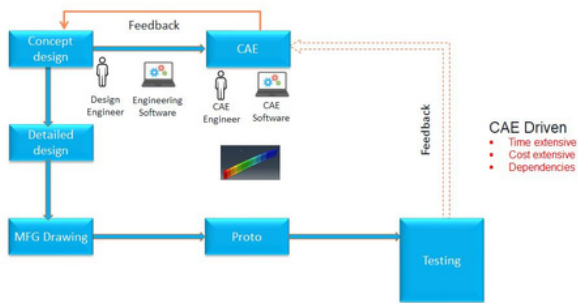 Feedback
Concept
design
CAE
Design
Engineer
Engineering
Software
CAE
Engineer
CAE
Software
Feedback
CAE Driven
Time extensive
Cost extensive
Dependencies
Detailed
design
MFG Drawing
Proto
Testing